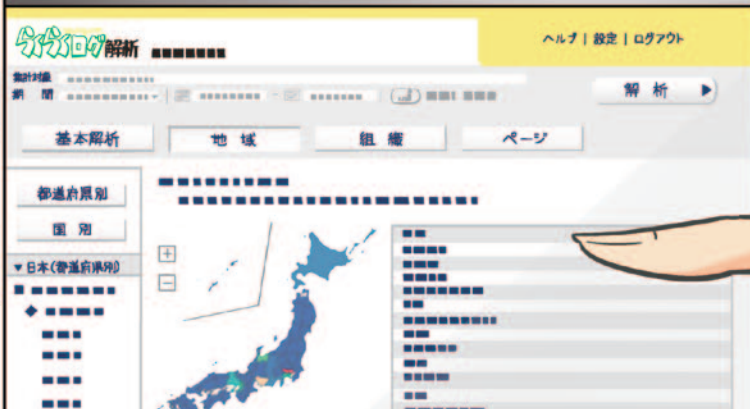 らくらくログ解析
ヘルプ | 設定 | ログアウト
集計対象
期 間
解 析
基本解析
地 域
組 織
ページ
都道府県別
国 別
▼日本(都道府県別)